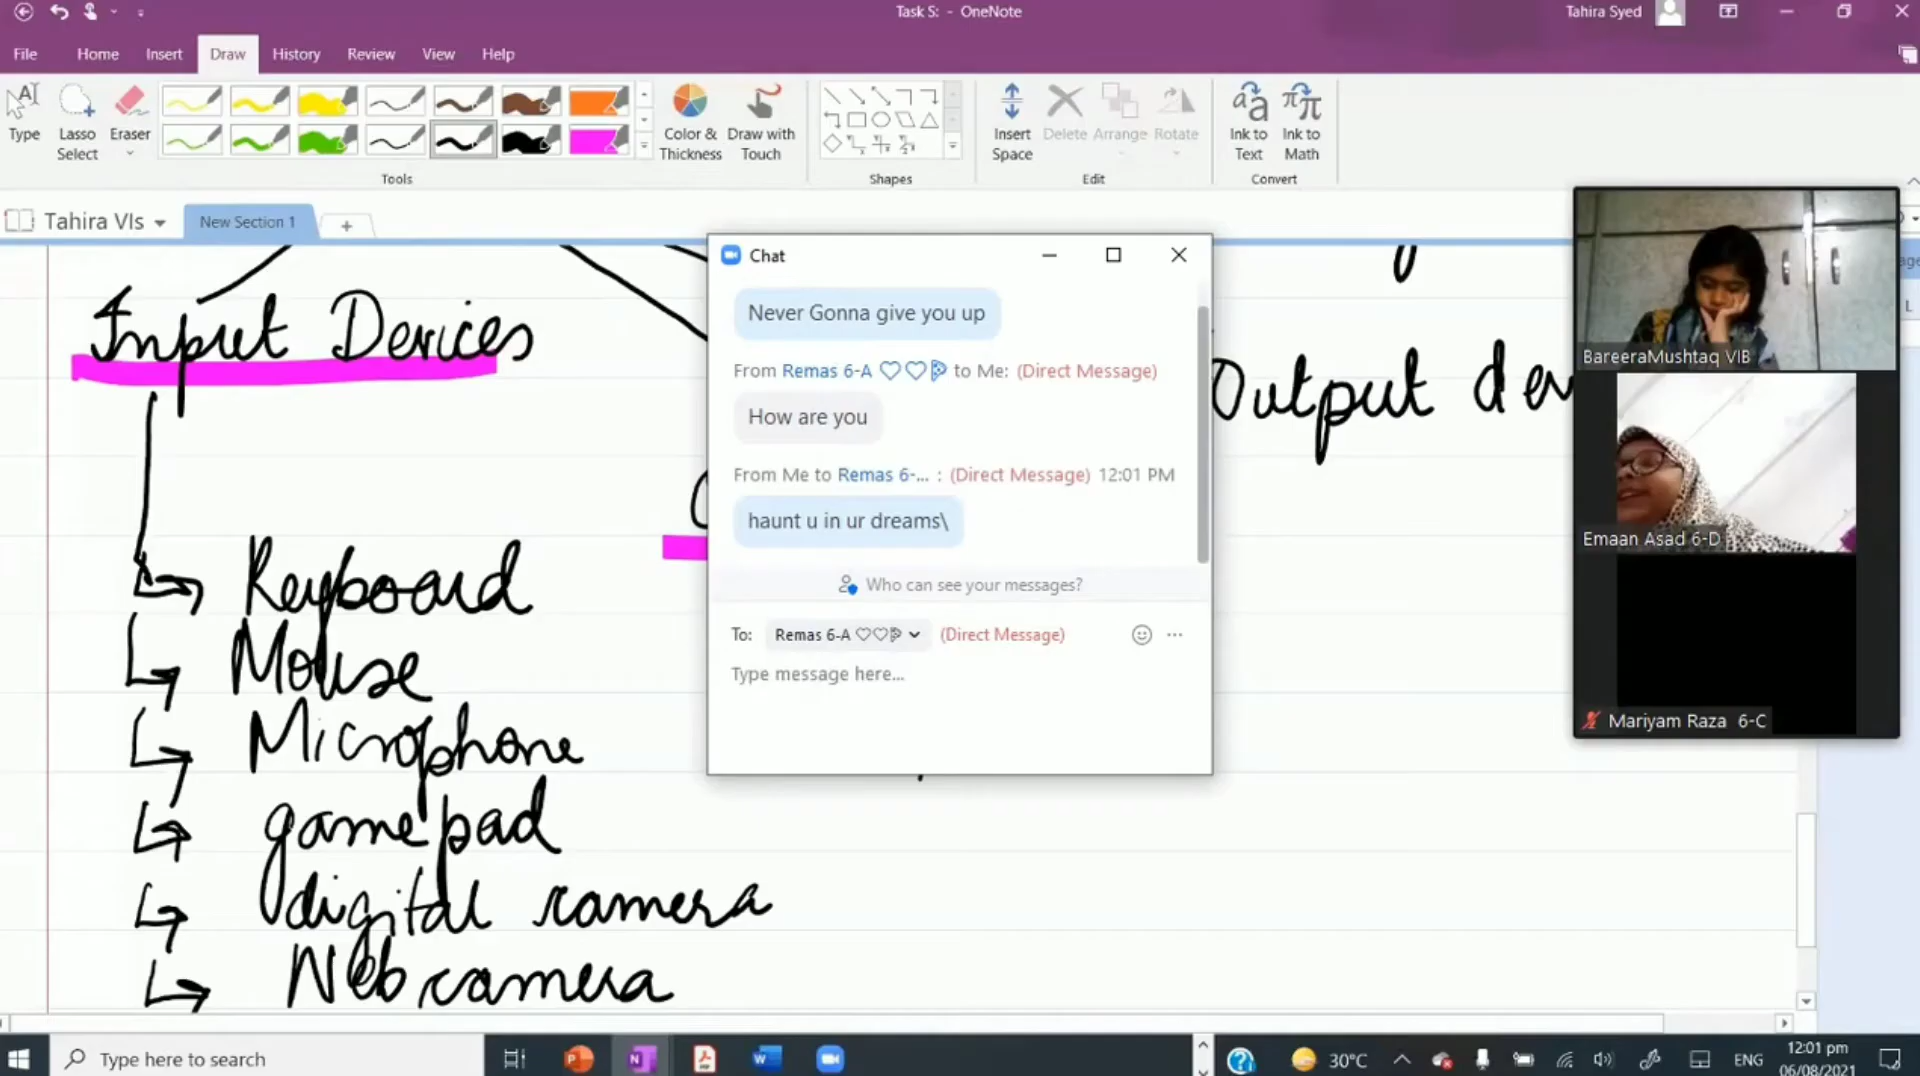 Task S: - OneNote
Tahira Syed
File Home Insert Draw History Review View Help
Type
Lasso Select
Eraser
Color & Thickness
Draw with Touch
Insert Space
Delete
Arrange
Rotate
Ink to Text
Ink to Math
Tools
Shapes
Edit
Convert
Tahira VIs
New Section 1
Chat
Never Gonna give you up
From Remas 6-A to Me: (Direct Message)
How are you
From Me to Remas 6-... : (Direct Message) 12:01 PM
haunt u in ur dreams\
Who can see your messages?
To: Remas 6-A (Direct Message)
Type message here...
Input Devices
Keyboard
Mouse
Microphone
gamepad
digital camera
Web camera
Output dev
BareeraMushtaq VIB
Emaan Asad 6-D
Mariyam Raza 6-C
Type here to search
30°C
ENG
12:01 pm
06/08/2021